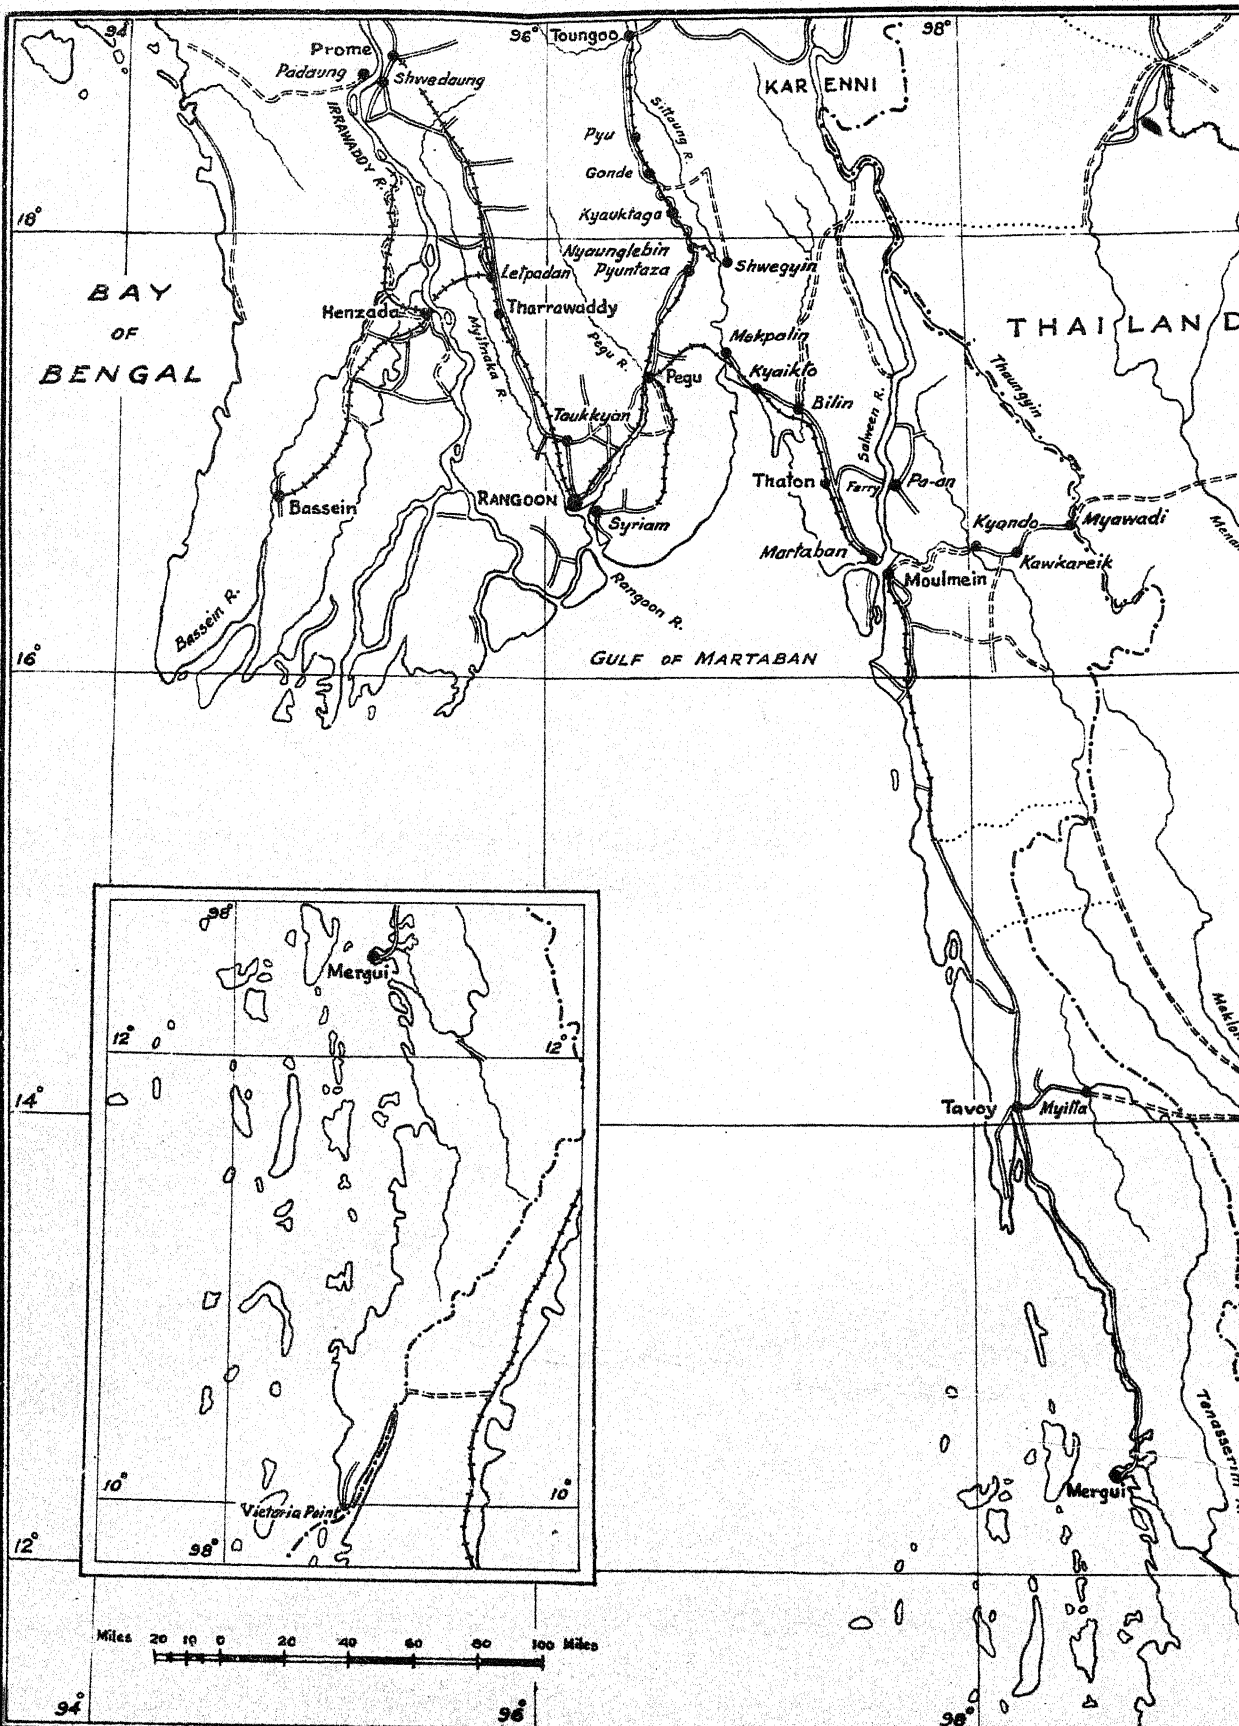 94
96°
98°
Toungoo
Prome
Padaung
Shwedaung
KARENNI
IRRAWADDY R.
Sittaung R.
Pyu
Gonde
Kyauktaga
18°
Nyaunglebin
Pyuntaza
Shwegyin
Letpadan
BAY
OF
BENGAL
Henzada
Tharrawaddy
THAILAND
Myitmaka R.
Pegu R.
Mokpalin
Kyaikto
Pegu
Bilin
Thaungyin
Taukkyan
Salween R.
Bassein
RANGOON
Syriam
Thaton
Ferry
Pa-an
Kyondo
Myawadi
Menam
Martaban
Moulmein
Kawkareik
Bassein R.
Rangoon R.
16°
GULF OF MARTABAN
98°
Mergui
12°
12°
Meklon
14°
Tavoy
Myitta
10°
10°
Victoria Point
98°
Tenasserim R.
Mergui
12°
Miles 20 10 0 20 40 60 80 100 Miles
94°
96°
98°